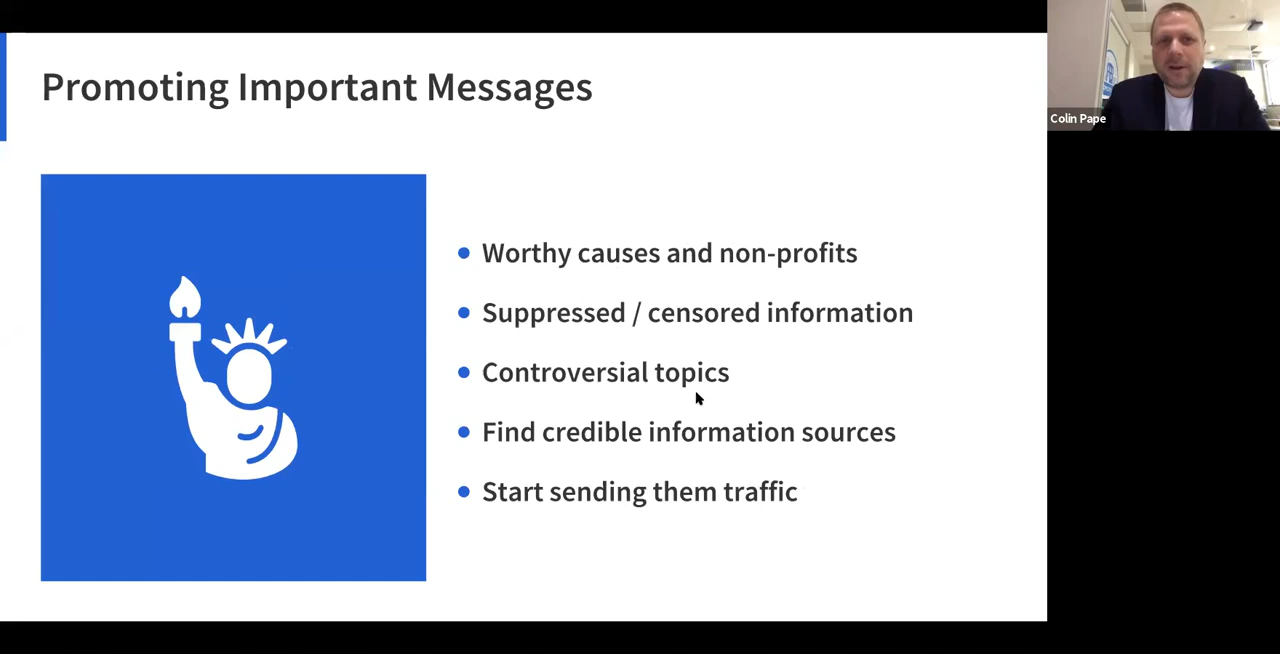 Promoting Important Messages
Colin Pape
Worthy causes and non-profits
Suppressed / censored information
Controversial topics
Find credible information sources
Start sending them traffic